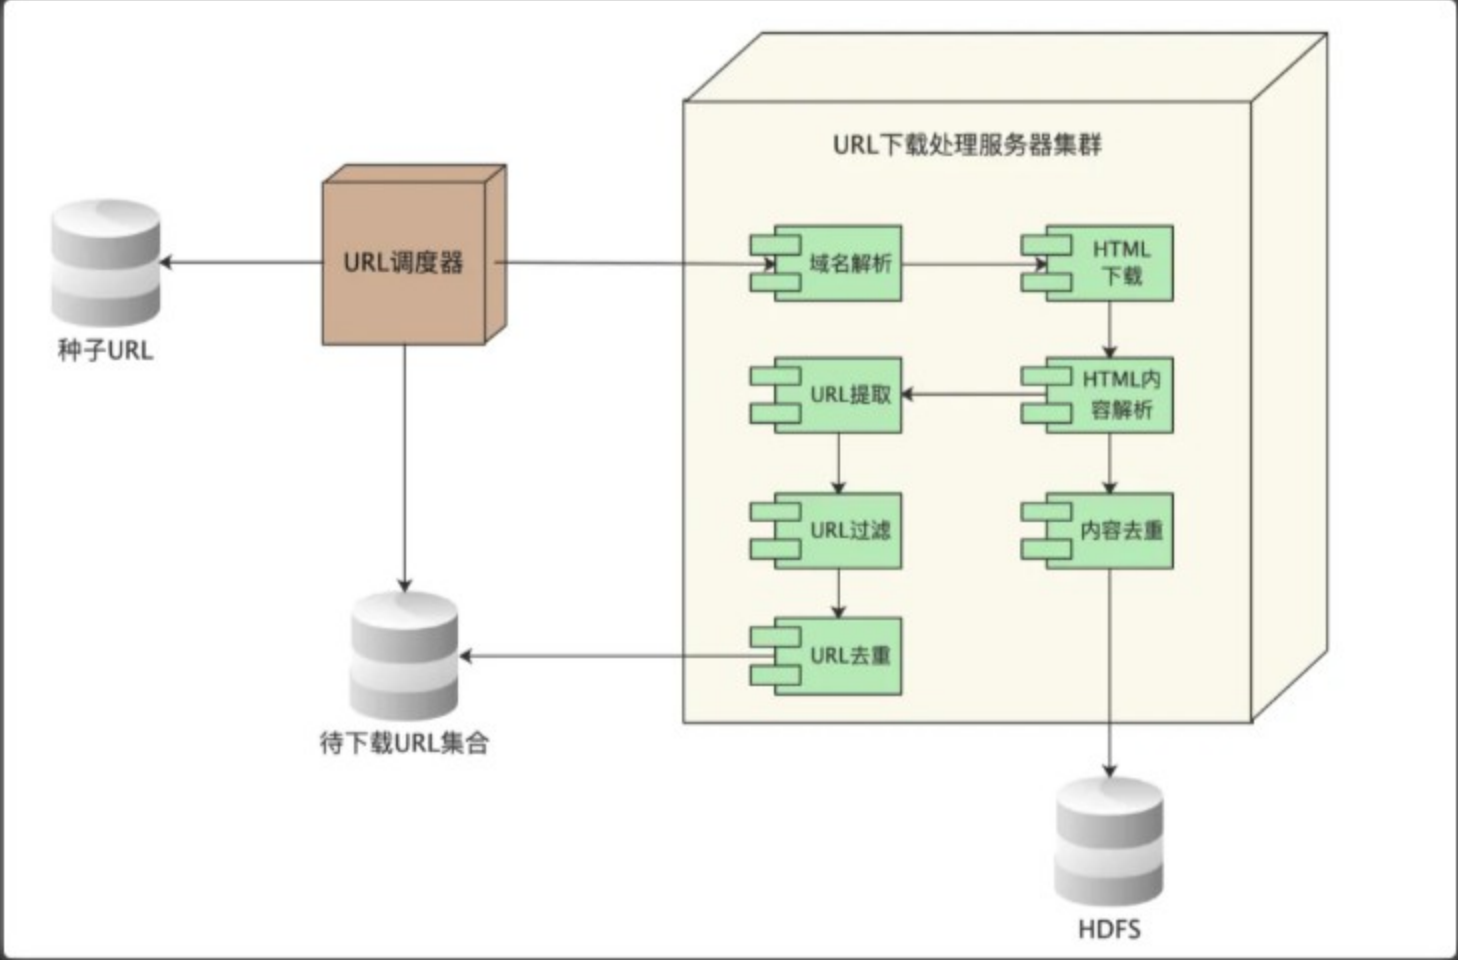 URL下载处理服务器集群
种子URL
URL调度器
域名解析
HTML
下载
URL提取
HTML内
容解析
URL过滤
内容去重
URL去重
待下载URL集合
HDFS